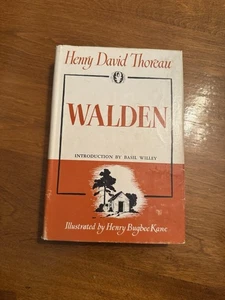 Henry David Thoreau
WALDEN
INTRODUCTION BY BASIL WILLEY
Illustrated by Henry Bugbee Kane